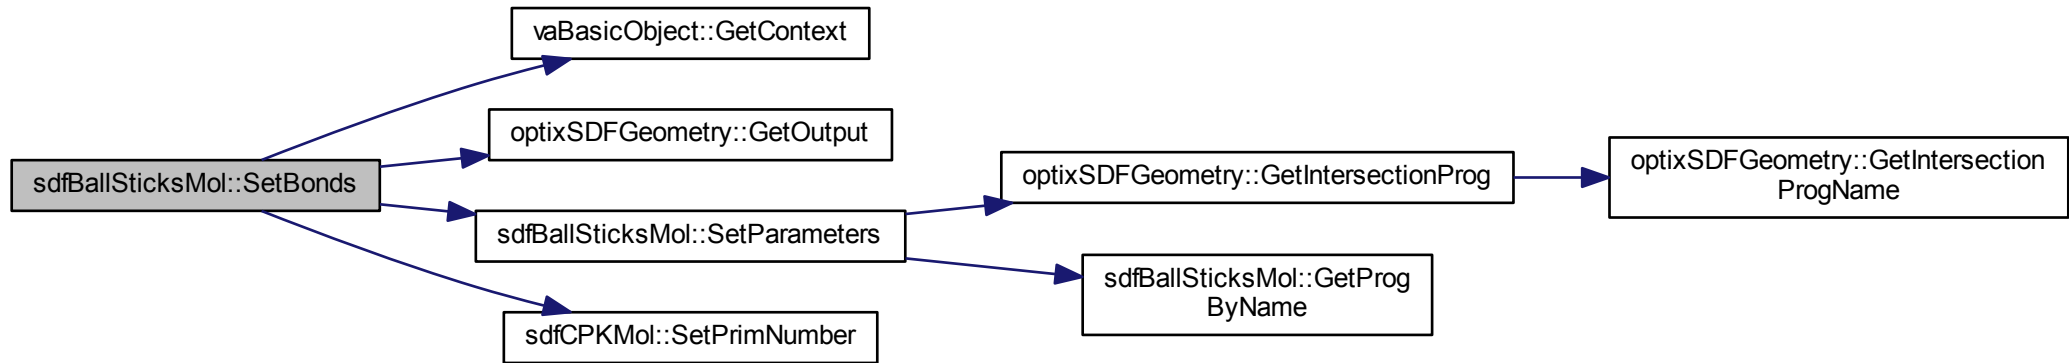 sdfBallSticksMol::SetBonds
vaBasicObject::GetContext
optixSDFGeometry::GetOutput
sdfBallSticksMol::SetParameters
sdfCPKMol::SetPrimNumber
optixSDFGeometry::GetIntersectionProg
sdfBallSticksMol::GetProg
ByName
optixSDFGeometry::GetIntersection
ProgName